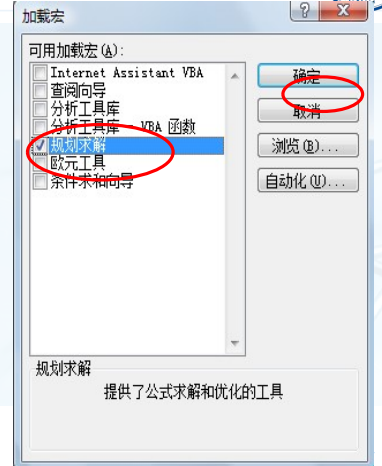 加载宏
可用加载宏(A):
Internet Assistant VBA
查阅向导
分析工具库
分析工具库 - VBA 函数
规划求解
欧元工具
条件求和向导
确定
取消
浏览(B)...
自动化(U)...
规划求解
提供了公式求解和优化的工具